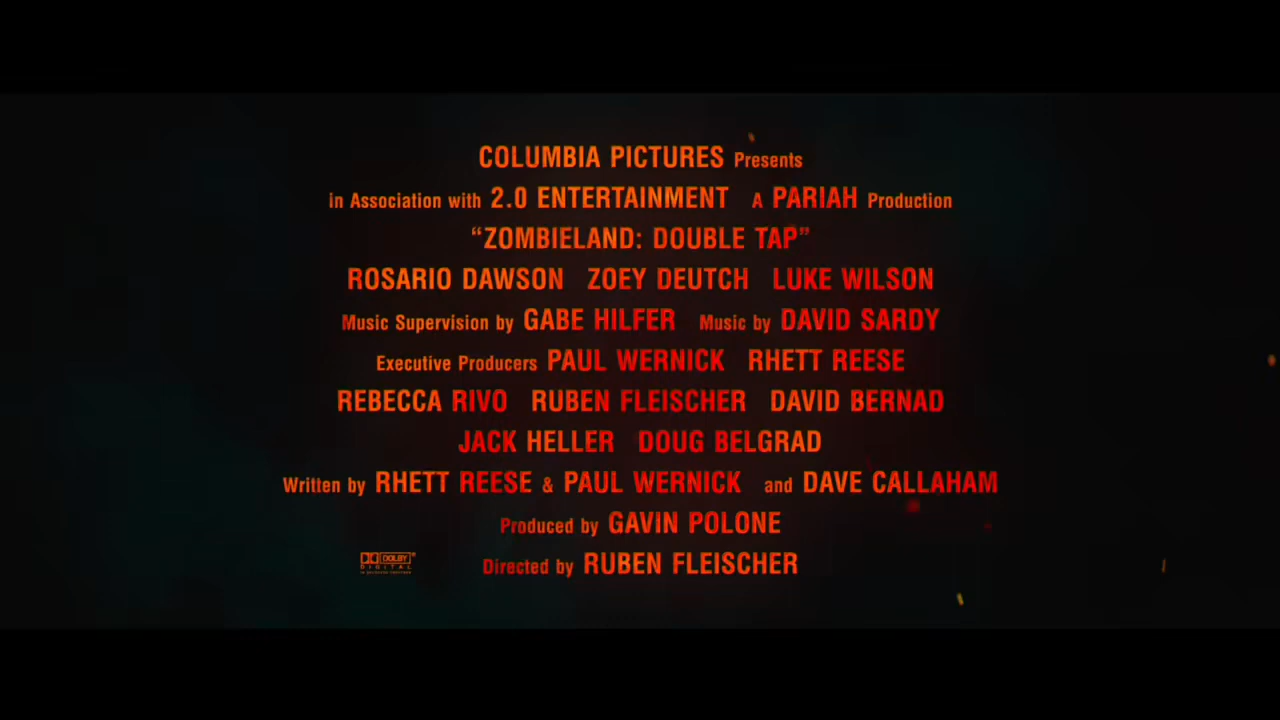 COLUMBIA PICTURES Presents
in Association with 2.0 ENTERTAINMENT A PARIAH Production
“ZOMBIELAND: DOUBLE TAP”
ROSARIO DAWSON ZOEY DEUTCH LUKE WILSON
Music Supervision by GABE HILFER Music by DAVID SARDY
Executive Producers PAUL WERNICK RHETT REESE
REBECCA RIVO RUBEN FLEISCHER DAVID BERNAD
JACK HELLER DOUG BELGRAD
Written by RHETT REESE & PAUL WERNICK and DAVE CALLAHAM
Produced by GAVIN POLONE
Directed by RUBEN FLEISCHER
DOLBY
DIGITAL